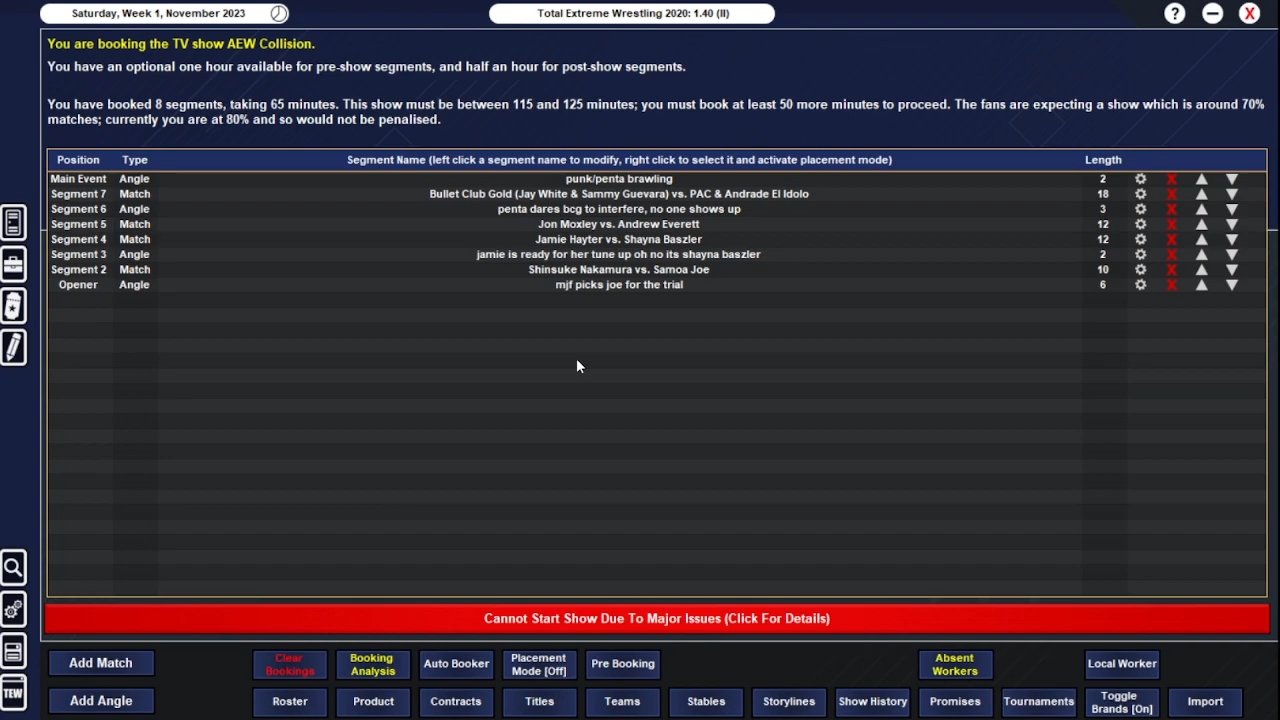 Saturday, Week 1, November 2023
Total Extreme Wrestling 2020: 1.40 (II)
? X
You are booking the TV show AEW Collision.
You have an optional one hour available for pre-show segments, and half an hour for post-show segments.
You have booked 8 segments, taking 65 minutes. This show must be between 115 and 125 minutes; you must book at least 50 more minutes to proceed. The fans are expecting a show which is around 70%
matches; currently you are at 80% and so would not be penalised.
Position Type Segment Name (left click a segment name to modify, right click to select it and activate placement mode) Length
Main Event Angle punk/penta brawling 2 X
Segment 7 Match Bullet Club Gold (Jay White & Sammy Guevara) vs. PAC & Andrade El Idolo 18 X
Segment 6 Angle penta dares bcg to interfere, no one shows up 3 X
Segment 5 Match Jon Moxley vs. Andrew Everett 12 X
Segment 4 Match Jamie Hayter vs. Shayna Baszler 12 X
Segment 3 Angle jamie is ready for her tune up oh no its shayna baszler 2 X
Segment 2 Match Shinsuke Nakamura vs. Samoa Joe 10 X
Opener Angle mjf picks joe for the trial 6 X
Cannot Start Show Due To Major Issues (Click For Details)
Add Match Clear Bookings Booking Analysis Auto Booker Placement Mode [Off] Pre Booking Absent Workers Local Worker
TEW Add Angle Roster Product Contracts Titles Teams Stables Storylines Show History Promises Tournaments Toggle Brands [On] Import